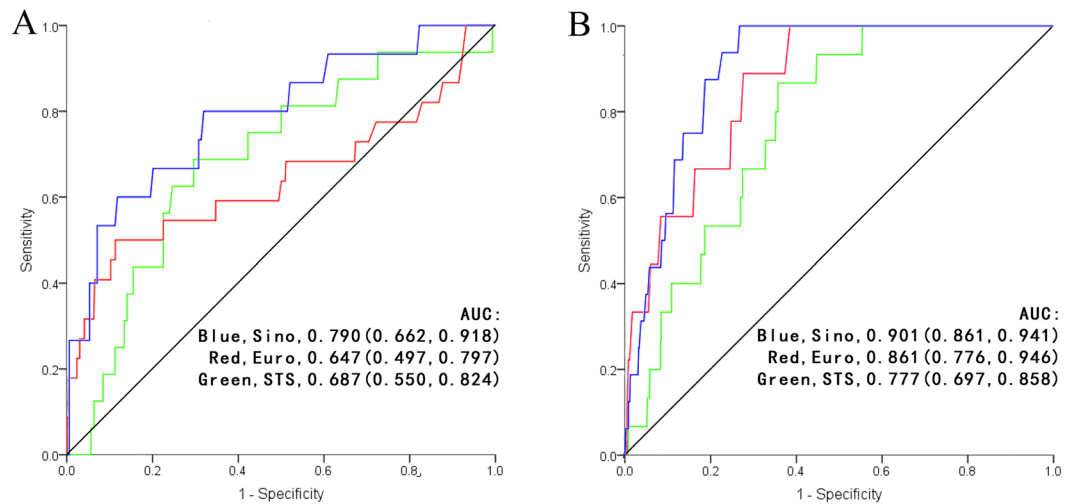 A
1.0
0.8
0.6
0.4
0.2
0.0
Sensitivity
0.0 0.2 0.4 0.6 0.8 1.0
1 - Specificity
AUC:
Blue, Sino, 0.790(0.662, 0.918)
Red, Euro, 0.647(0.497, 0.797)
Green, STS, 0.687(0.550, 0.824)
B
1.0
0.8
0.6
0.4
0.2
0.0
Sensitivity
0.0 0.2 0.4 0.6 0.8 1.0
1 - Specificity
AUC:
Blue, Sino, 0.901(0.861, 0.941)
Red, Euro, 0.861(0.776, 0.946)
Green, STS, 0.777(0.697, 0.858)